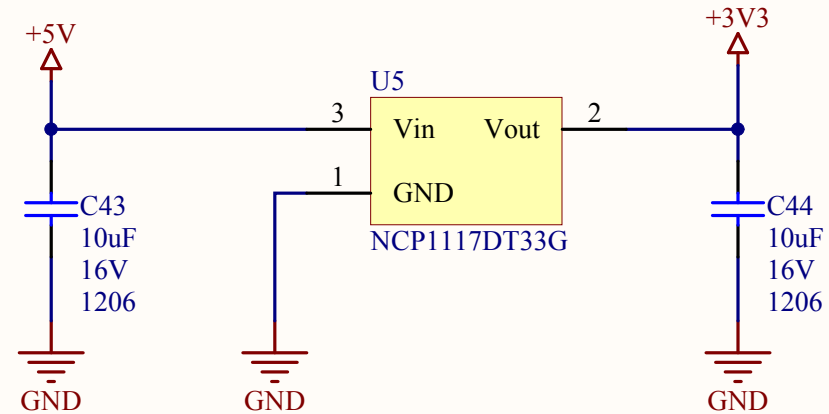 +5V
+3V3
U5
3
Vin
Vout
2
1
GND
NCP1117DT33G
C43
10uF
16V
1206
C44
10uF
16V
1206
GND
GND
GND